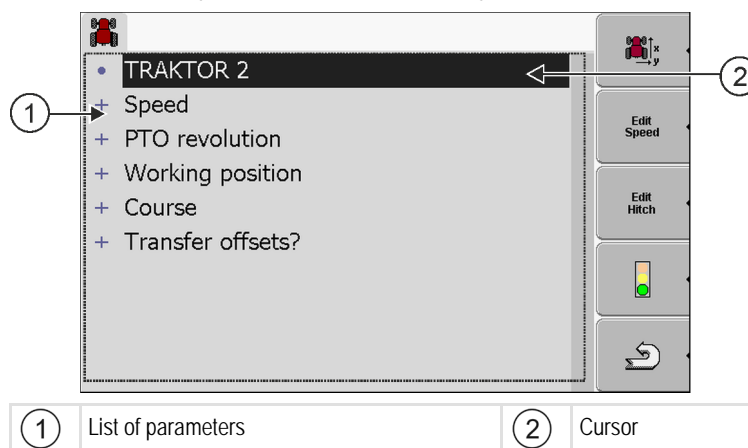 • TRAKTOR 2
+ Speed
+ PTO revolution
+ Working position
+ Course
+ Transfer offsets?
x
y
Edit
Speed
Edit
Hitch
1
2
1 List of parameters 2 Cursor